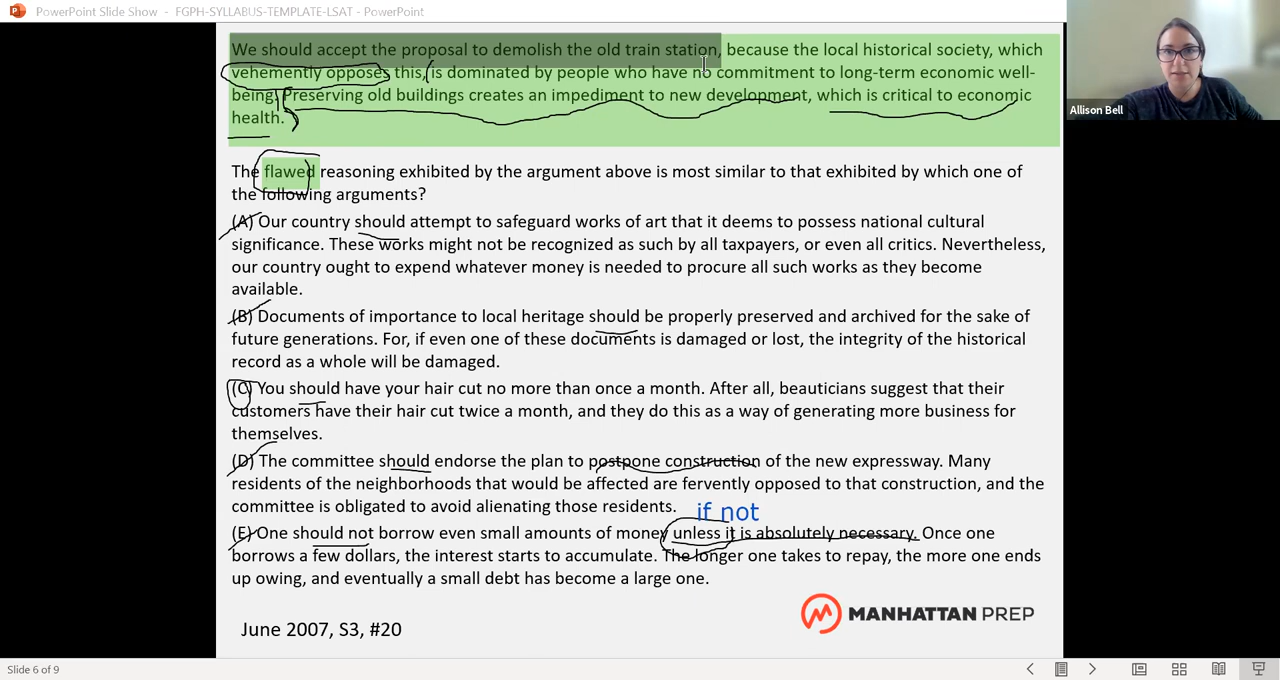 PowerPoint Slide Show - FGPH-SYLLABUS-TEMPLATE-LSAT - PowerPoint
We should accept the proposal to demolish the old train station, because the local historical society, which
vehemently opposes this, is dominated by people who have no commitment to long-term economic well-
being. Preserving old buildings creates an impediment to new development, which is critical to economic
health.
Allison Bell
The flawed reasoning exhibited by the argument above is most similar to that exhibited by which one of
the following arguments?
(A) Our country should attempt to safeguard works of art that it deems to possess national cultural
significance. These works might not be recognized as such by all taxpayers, or even all critics. Nevertheless,
our country ought to expend whatever money is needed to procure all such works as they become
available.
(B) Documents of importance to local heritage should be properly preserved and archived for the sake of
future generations. For, if even one of these documents is damaged or lost, the integrity of the historical
record as a whole will be damaged.
(C) You should have your hair cut no more than once a month. After all, beauticians suggest that their
customers have their hair cut twice a month, and they do this as a way of generating more business for
themselves.
(D) The committee should endorse the plan to postpone construction of the new expressway. Many
residents of the neighborhoods that would be affected are fervently opposed to that construction, and the
committee is obligated to avoid alienating those residents.
if not
(E) One should not borrow even small amounts of money unless it is absolutely necessary. Once one
borrows a few dollars, the interest starts to accumulate. The longer one takes to repay, the more one ends
up owing, and eventually a small debt has become a large one.
MANHATTAN PREP
June 2007, S3, #20
Slide 6 of 9